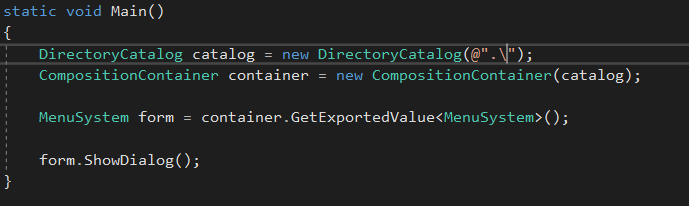 static void Main()
{
DirectoryCatalog catalog = new DirectoryCatalog(@".\");
CompositionContainer container = new CompositionContainer(catalog);
MenuSystem form = container.GetExportedValue<MenuSystem>();
form.ShowDialog();
}